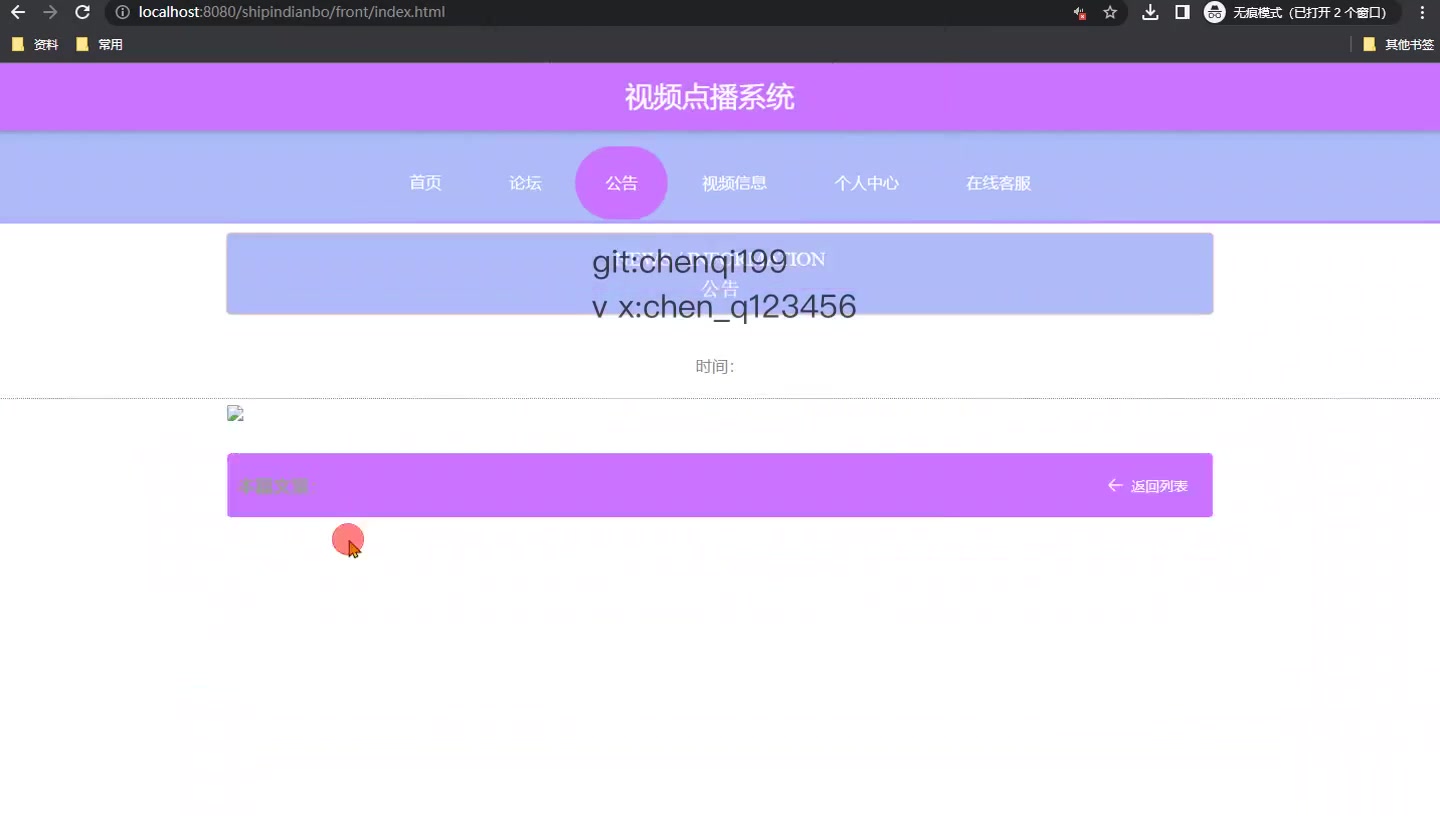 localhost:8080/shipindianbo/front/index.html
无痕模式（已打开 2 个窗口）
资料
常用
其他书签
视频点播系统
首页
论坛
公告
视频信息
个人中心
在线客服
git:chenqi199
公告
v x:chen_q123456
时间：
返回列表